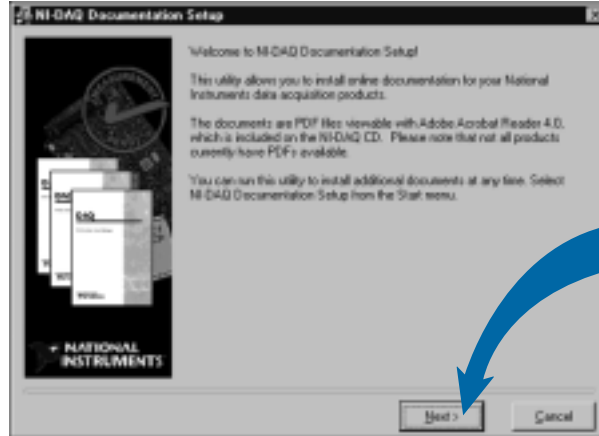 NI-DAQ Documentation Setup
Welcome to NI-DAQ Documentation Setup!
This utility allows you to install online documentation for your National
Instruments data acquisition products.
The documents are PDF files viewable with Adobe Acrobat Reader 4.0,
which is included on the NI-DAQ CD. Please note that not all products
currently have PDFs available.
You can run this utility to install additional documents at any time. Select
NI-DAQ Documentation Setup from the Start menu.
DAQ
NATIONAL
INSTRUMENTS
Next >
Cancel